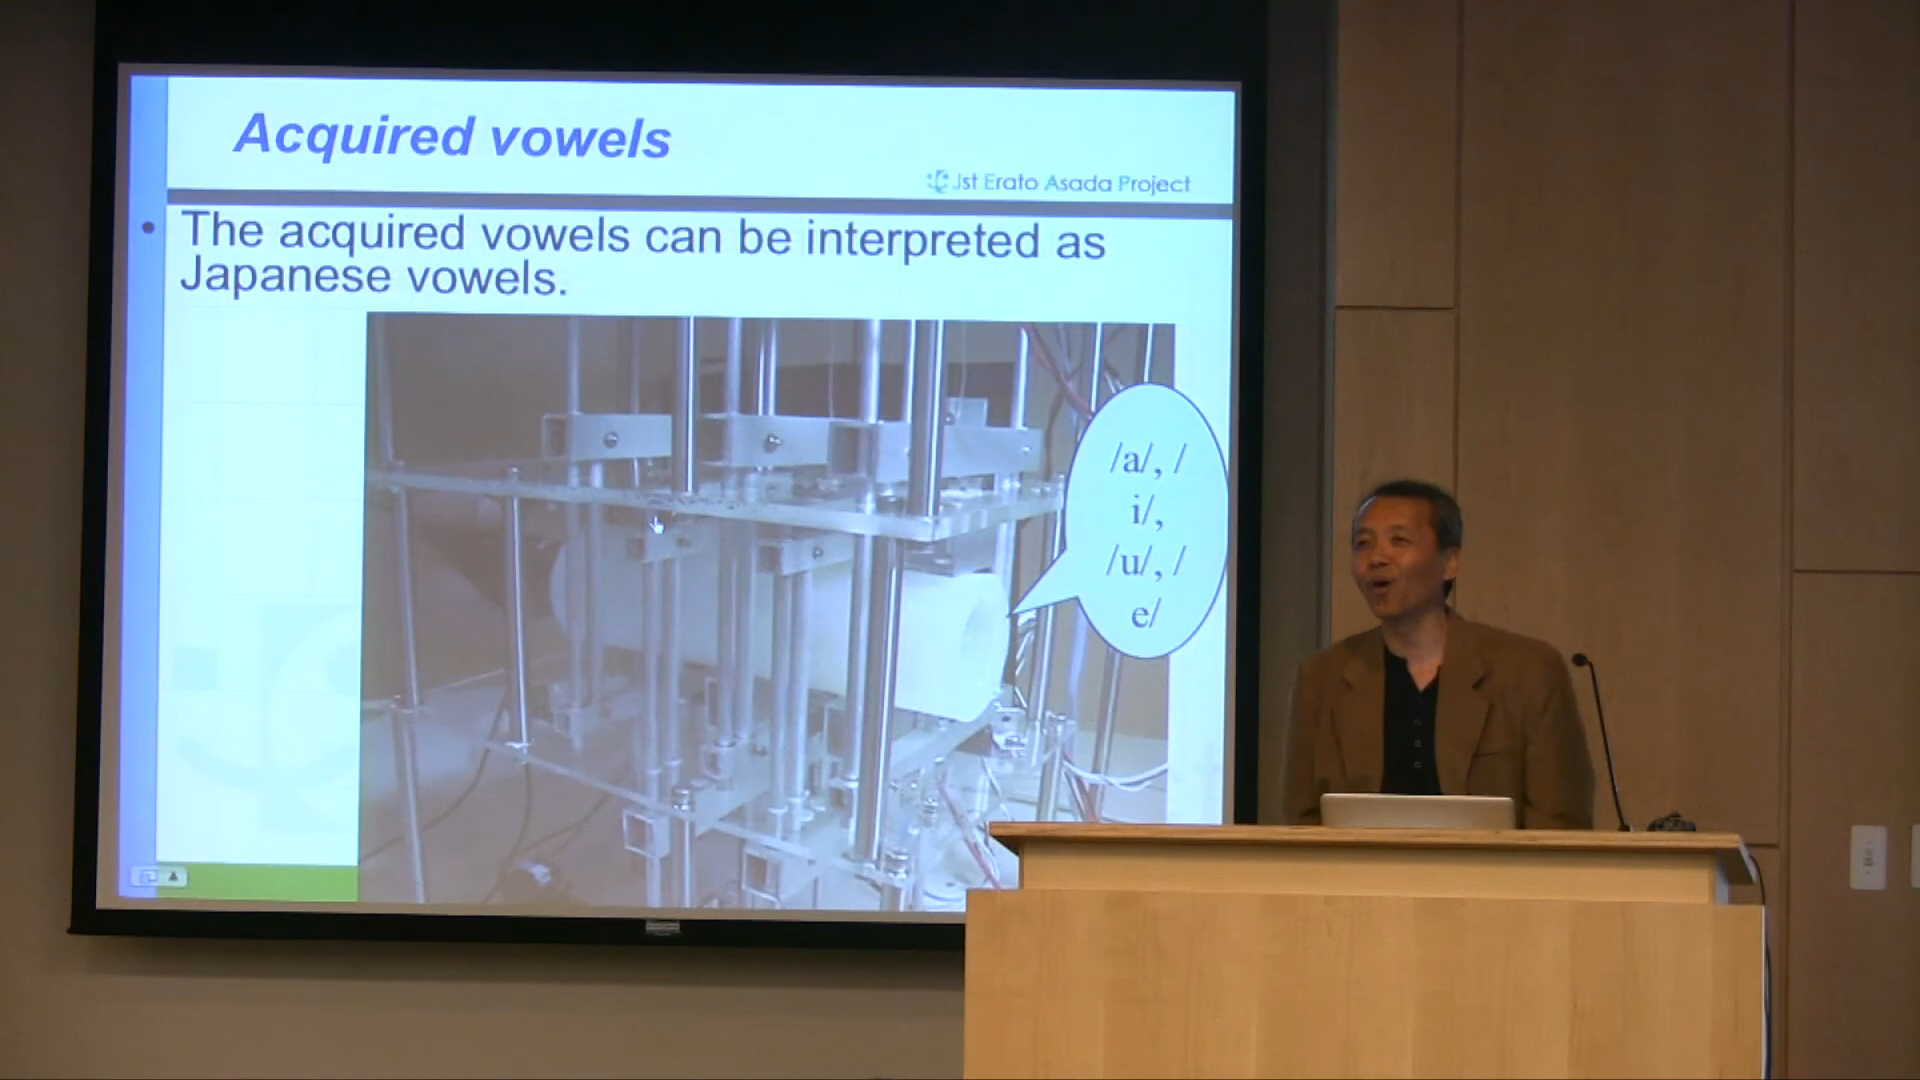 Acquired vowels
Jst Erato Asada Project
• The acquired vowels can be interpreted as
Japanese vowels.
/a/, /
i/,
/u/, /
e/